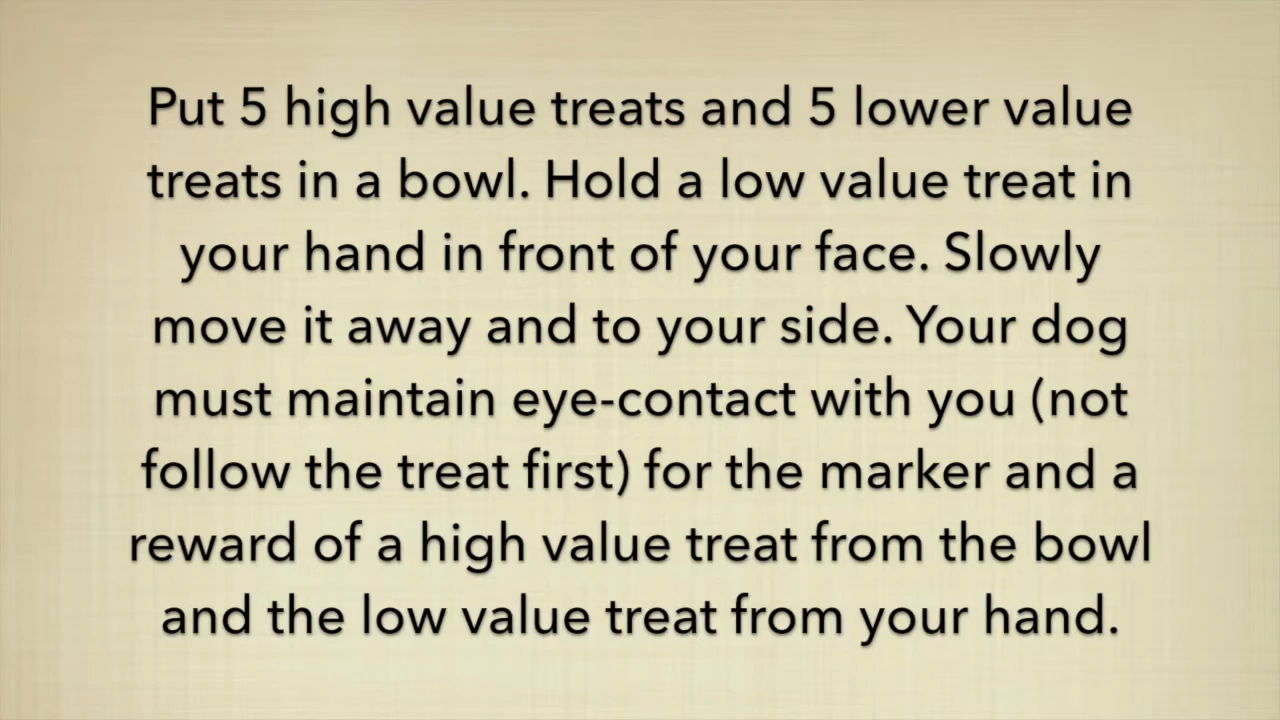 Put 5 high value treats and 5 lower value
treats in a bowl. Hold a low value treat in
your hand in front of your face. Slowly
move it away and to your side. Your dog
must maintain eye-contact with you (not
follow the treat first) for the marker and a
reward of a high value treat from the bowl
and the low value treat from your hand.